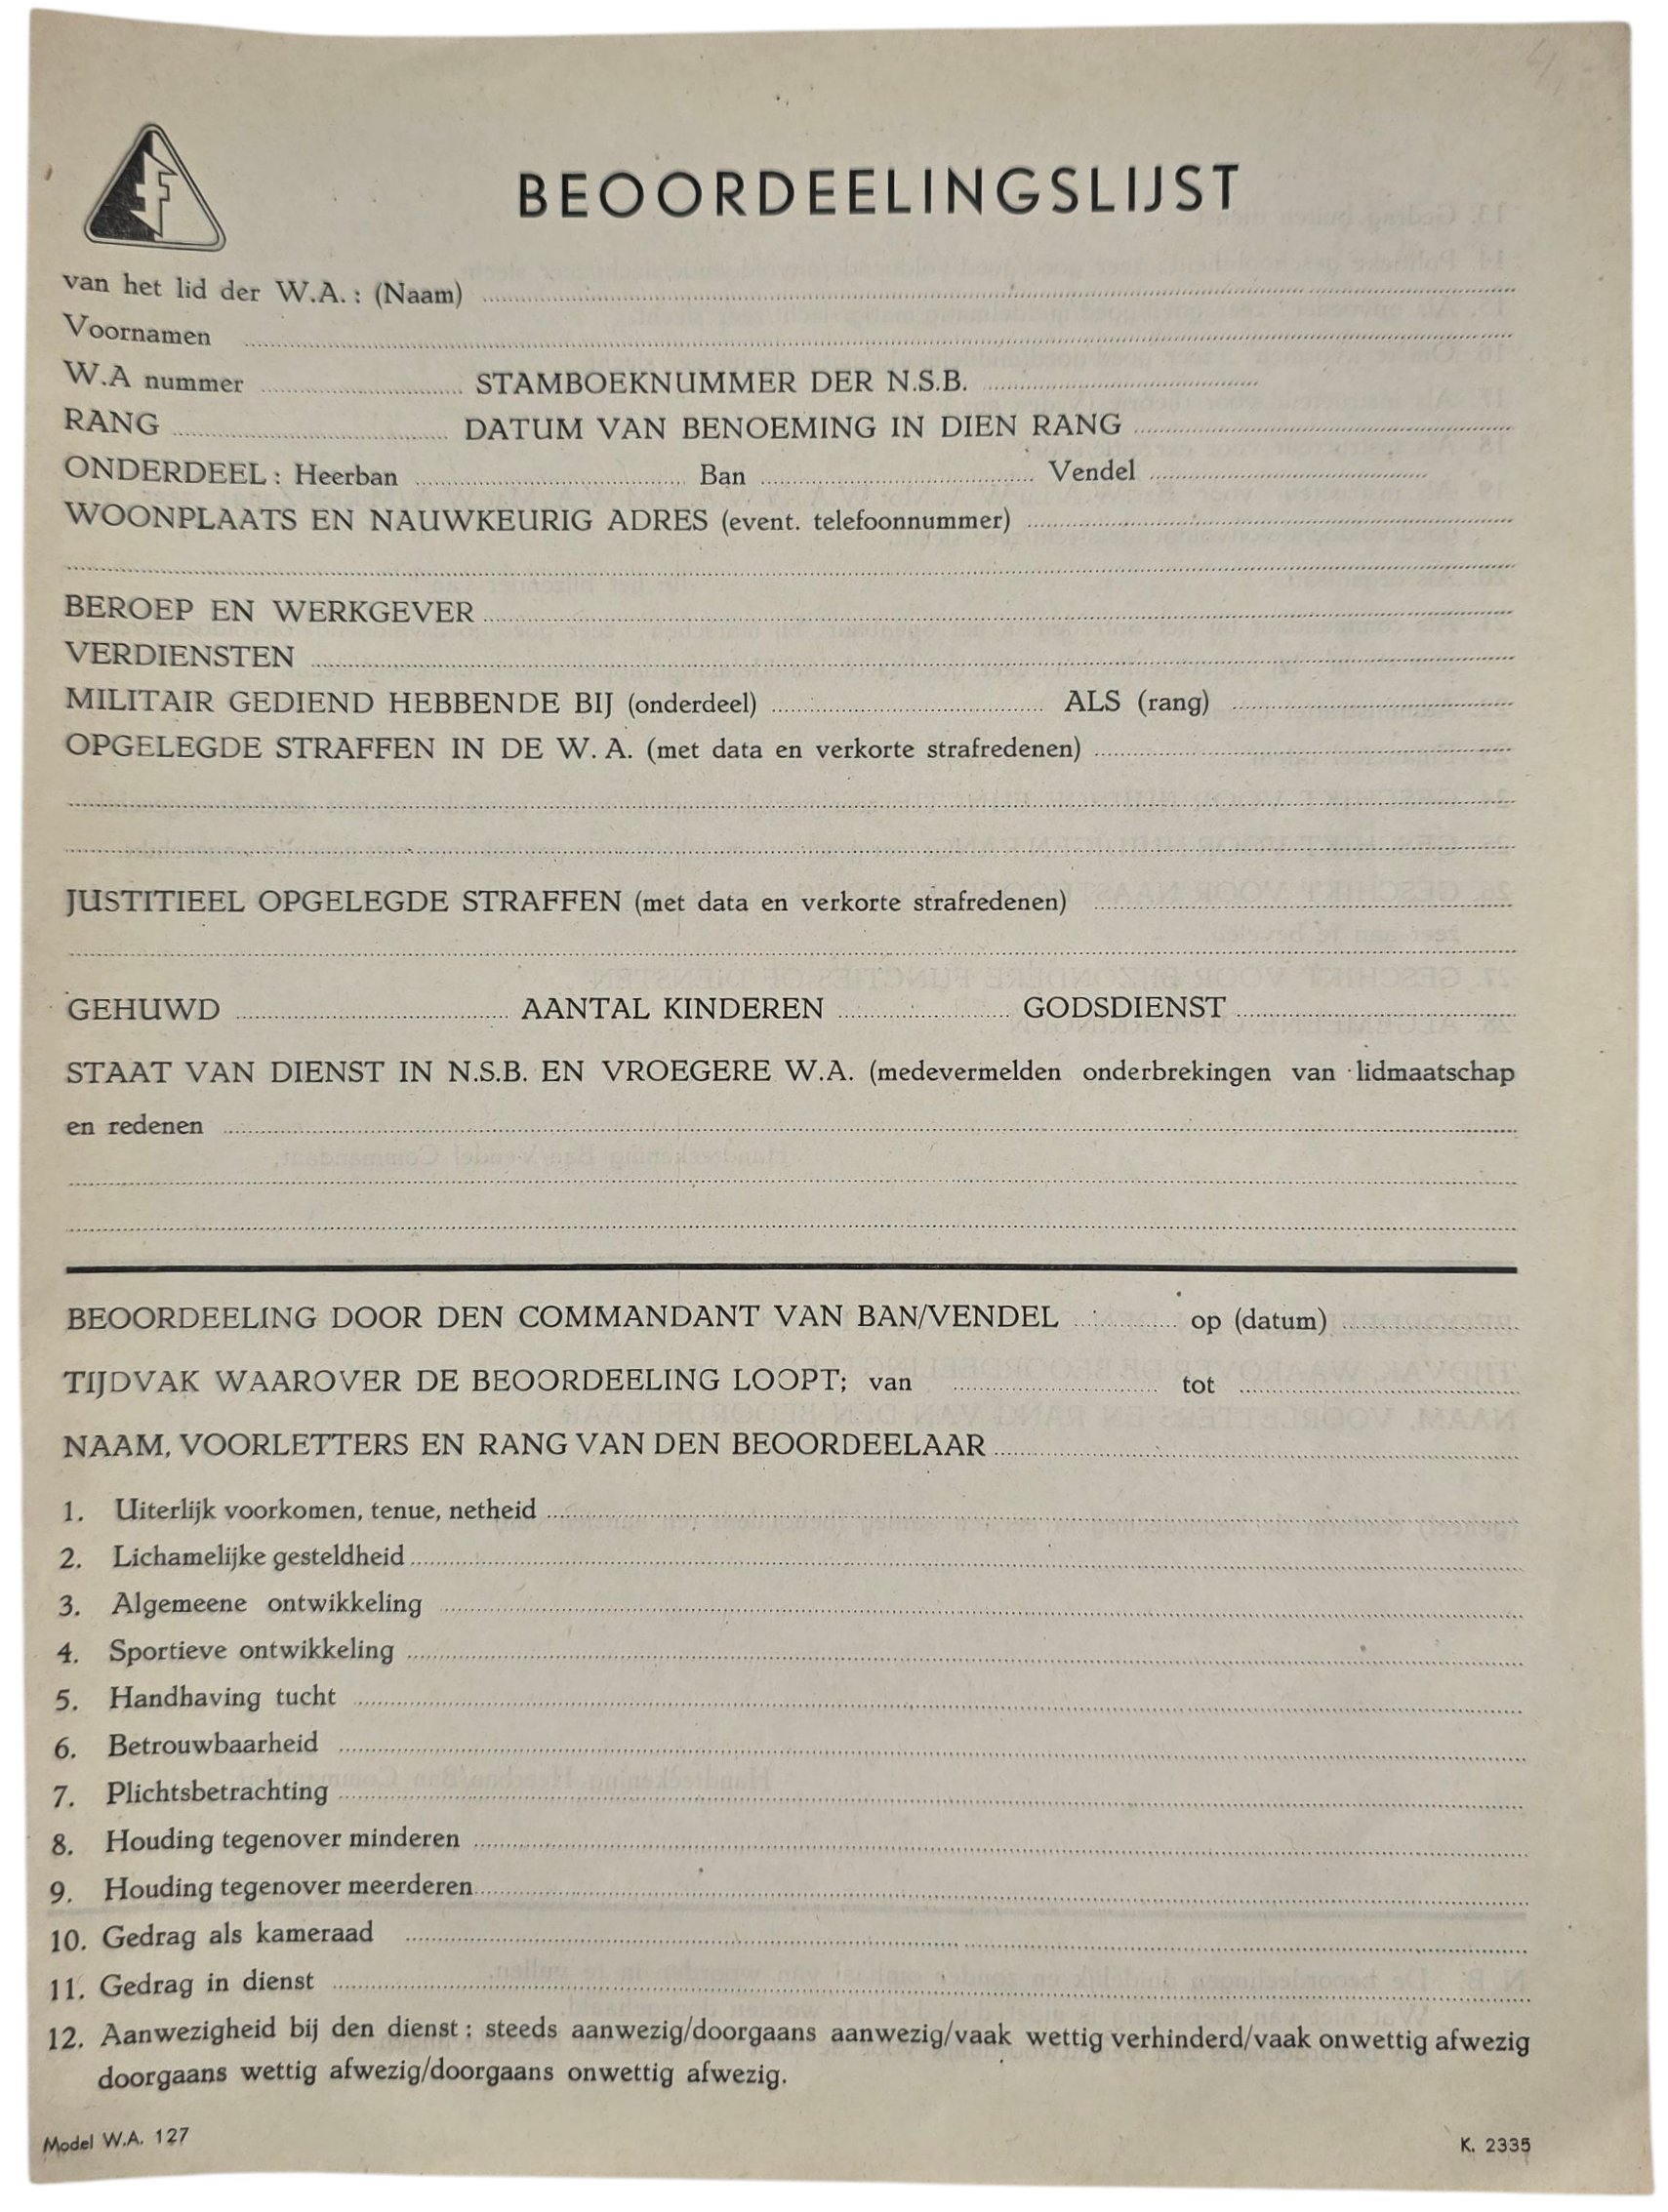 BEOORDEELINGSLIJST
van het lid der W.A. : (Naam)
Voornamen
W.A nummer STAMBOEKNUMMER DER N.S.B.
RANG DATUM VAN BENOEMING IN DIEN RANG
ONDERDEEL : Heerban Ban Vendel
WOONPLAATS EN NAUWKEURIG ADRES (event. telefoonnummer)
BEROEP EN WERKGEVER
VERDIENSTEN
MILITAIR GEDIEND HEBBENDE BIJ (onderdeel) ALS (rang)
OPGELEGDE STRAFFEN IN DE W. A. (met data en verkorte strafredenen)
JUSTITIEEL OPGELEGDE STRAFFEN (met data en verkorte strafredenen)
GEHUWD AANTAL KINDEREN GODSDIENST
STAAT VAN DIENST IN N.S.B. EN VROEGERE W.A. (medevermelden onderbrekingen van lidmaatschap
en redenen
BEOORDEELING DOOR DEN COMMANDANT VAN BAN/VENDEL op (datum)
TIJDVAK WAAROVER DE BEOORDEELING LOOPT; van tot
NAAM, VOORLETTERS EN RANG VAN DEN BEOORDEELAAR
1. Uiterlijk voorkomen, tenue, netheid
2. Lichamelijke gesteldheid
3. Algemeene ontwikkeling
4. Sportieve ontwikkeling
5. Handhaving tucht
6. Betrouwbaarheid
7. Plichtsbetrachting
8. Houding tegenover minderen
9. Houding tegenover meerderen
10. Gedrag als kameraad
11. Gedrag in dienst
12. Aanwezigheid bij den dienst : steeds aanwezig/doorgaans aanwezig/vaak wettig verhinderd/vaak onwettig afwezig
doorgaans wettig afwezig/doorgaans onwettig afwezig.
Model W.A. 127
K. 2335